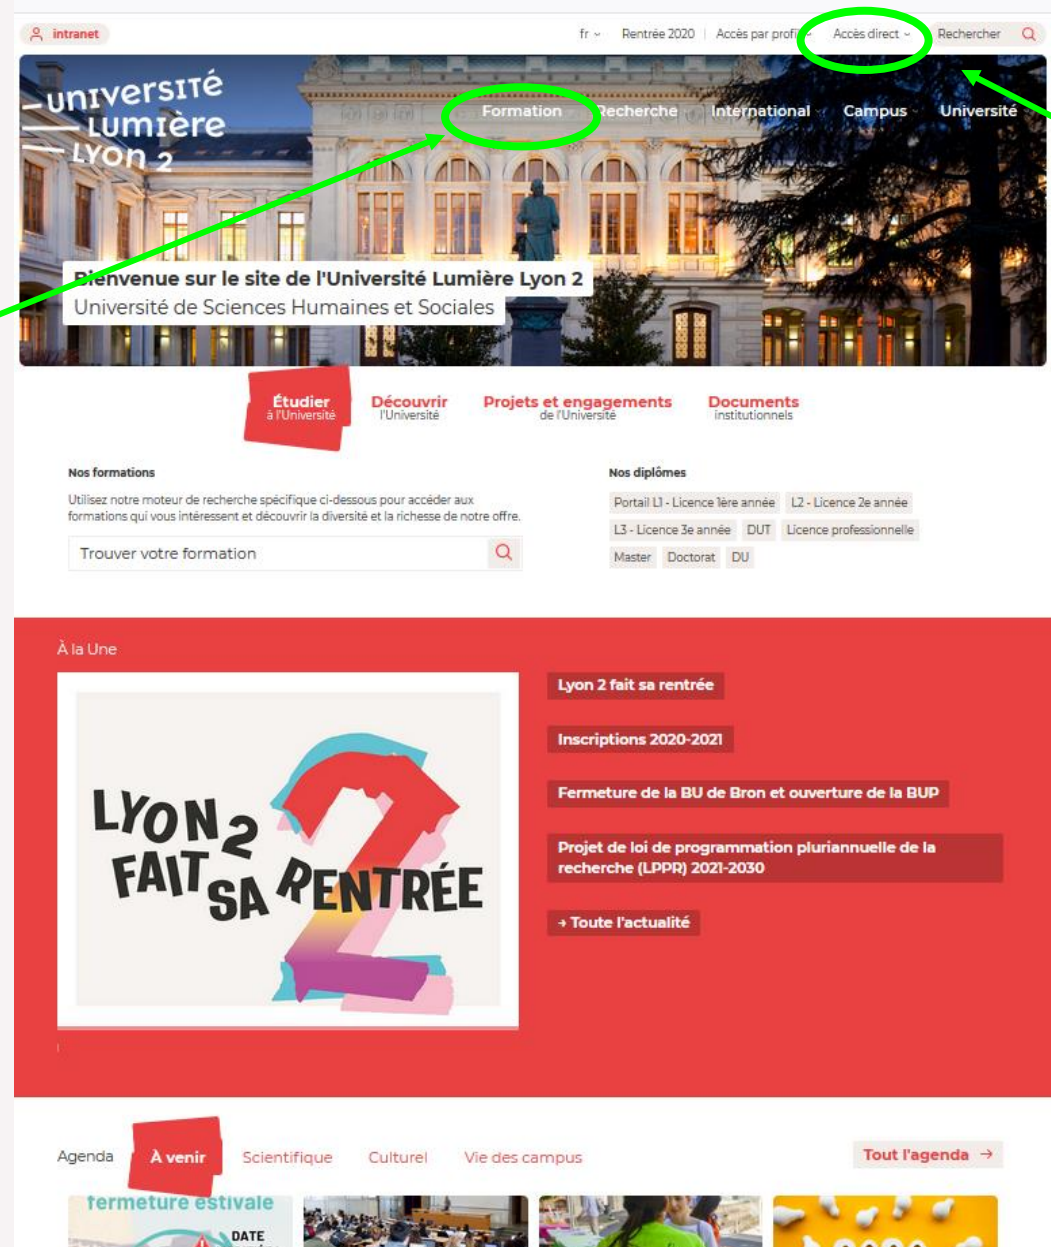 intranet
fr Rentrée 2020 Accès par profil Accès direct Rechercher
université
lumière
lyon 2
Formation Recherche International Campus Université
Bienvenue sur le site de l'Université Lumière Lyon 2
Université de Sciences Humaines et Sociales
Étudier
à l'Université
Découvrir
l'Université
Projets et engagements
de l'Université
Documents
institutionnels
Nos formations
Utilisez notre moteur de recherche spécifique ci-dessous pour accéder aux
formations qui vous intéressent et découvrir la diversité et la richesse de notre offre.
Trouver votre formation
Nos diplômes
Portail L1 - Licence 1ère année L2 - Licence 2e année
L3 - Licence 3e année DUT Licence professionnelle
Master Doctorat DU
À la Une
LYON 2
FAIT SA RENTRÉE
Lyon 2 fait sa rentrée
Inscriptions 2020-2021
Fermeture de la BU de Bron et ouverture de la BUP
Projet de loi de programmation pluriannuelle de la
recherche (LPPR) 2021-2030
→ Toute l'actualité
Agenda À venir Scientifique Culturel Vie des campus Tout l'agenda →
fermeture estivale
DATE